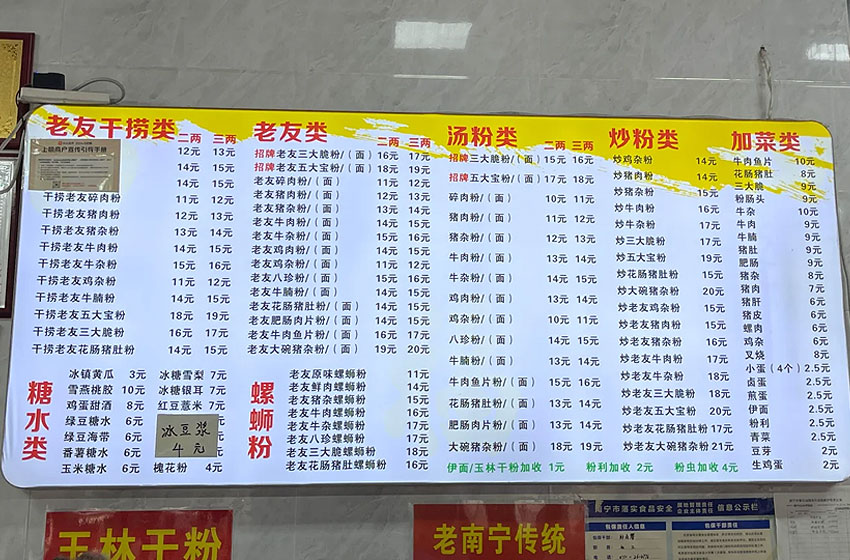 老友干捞类 二两 三两
12元 13元
14元 15元
14元 15元
干捞老友碎肉粉 11元 12元
干捞老友猪肉粉 12元 13元
干捞老友猪杂粉 13元 14元
干捞老友牛肉粉 14元 15元
干捞老友牛杂粉 15元 16元
干捞老友鸡杂粉 11元 12元
干捞老友牛腩粉 14元 15元
干捞老友五大宝粉 18元 19元
干捞老友三大脆粉 16元 17元
干捞老友花肠猪肚粉 14元 15元
老友类 二两 三两
招牌老友三大脆粉/(面) 16元 17元
招牌老友五大宝粉/(面) 18元 19元
老友碎肉粉/(面) 11元 12元
老友猪肉粉/(面) 12元 13元
老友猪杂粉/(面) 13元 14元
老友牛肉粉/(面) 14元 15元
老友牛杂粉/(面) 15元 16元
老友鸡肉粉/(面) 14元 15元
老友鸡杂粉/(面) 11元 12元
老友八珍粉/(面) 14元 15元
老友牛腩粉/(面) 14元 15元
老友花肠猪肚粉/(面) 14元 15元
老友肥肠肉片粉/(面) 14元 15元
老友牛肉鱼片粉/(面) 16元 17元
老友大碗猪杂粉/(面) 19元 20元
汤粉类 二两 三两
招牌三大脆粉/(面) 15元 16元
招牌五大宝粉/(面) 17元 18元
碎肉粉/(面) 10元 11元
猪肉粉/(面) 11元 12元
猪杂粉/(面) 12元 13元
牛肉粉/(面) 13元 14元
牛杂粉/(面) 14元 15元
鸡肉粉/(面) 13元 14元
鸡杂粉/(面) 10元 11元
八珍粉/(面) 13元 14元
牛腩粉/(面) 13元 14元
牛肉鱼片粉/(面) 15元 16元
花肠猪肚粉/(面) 13元 14元
肥肠肉片粉/(面) 13元 14元
大碗猪杂粉/(面) 18元 19元
伊面/玉林干粉加收 1元 粉利加收 2元 粉虫加收 4元
炒粉类
炒鸡杂粉 14元
炒猪肉粉 14元
炒猪杂粉 15元
炒牛肉粉 16元
炒牛杂粉 17元
炒三大脆粉 17元
炒五大宝粉 19元
炒花肠猪肚粉 15元
炒大碗猪杂粉 20元
炒老友鸡杂粉 15元
炒老友猪肉粉 15元
炒老友猪杂粉 16元
炒老友牛肉粉 17元
炒老友牛杂粉 18元
炒老友三大脆粉 18元
炒老友五大宝粉 20元
炒老友大碗猪杂粉 21元
加菜类
牛肉鱼片 10元
花肠猪肚 8元
三大脆 9元
粉肠头 9元
牛杂 10元
牛肉 9元
牛腩 9元
猪肚 9元
肥肠 9元
猪杂 8元
猪肉 7元
猪肝 6元
猪皮 6元
螺肉 6元
鸡杂 6元
叉烧 8元
小蛋(4个) 2.5元
卤蛋 2.5元
煎蛋 2.5元
伊面 2.5元
粉利 2.5元
青菜 2.5元
豆芽 2元
生鸡蛋 2元
糖水类
冰镇黄瓜 3元 冰糖雪梨 7元
雪燕桃胶 10元 冰糖银耳 7元
鸡蛋甜酒 8元 红豆薏米 7元
绿豆糖水 6元
绿豆海带 6元
番薯糖水 6元
玉米糖水 6元 槐花粉 4元
冰豆浆
4元
螺蛳粉
老友原味螺蛳粉 11元
老友鲜肉螺蛳粉 14元
老友猪杂螺蛳粉 15元
老友牛肉螺蛳粉 16元
老友牛杂螺蛳粉 17元
老友八珍螺蛳粉 17元
老友三大脆螺蛳粉 18元
老友花肠猪肚螺蛳粉 16元
玉林干粉
老南宁传统
南宁市落实食品安全 信息公示栏